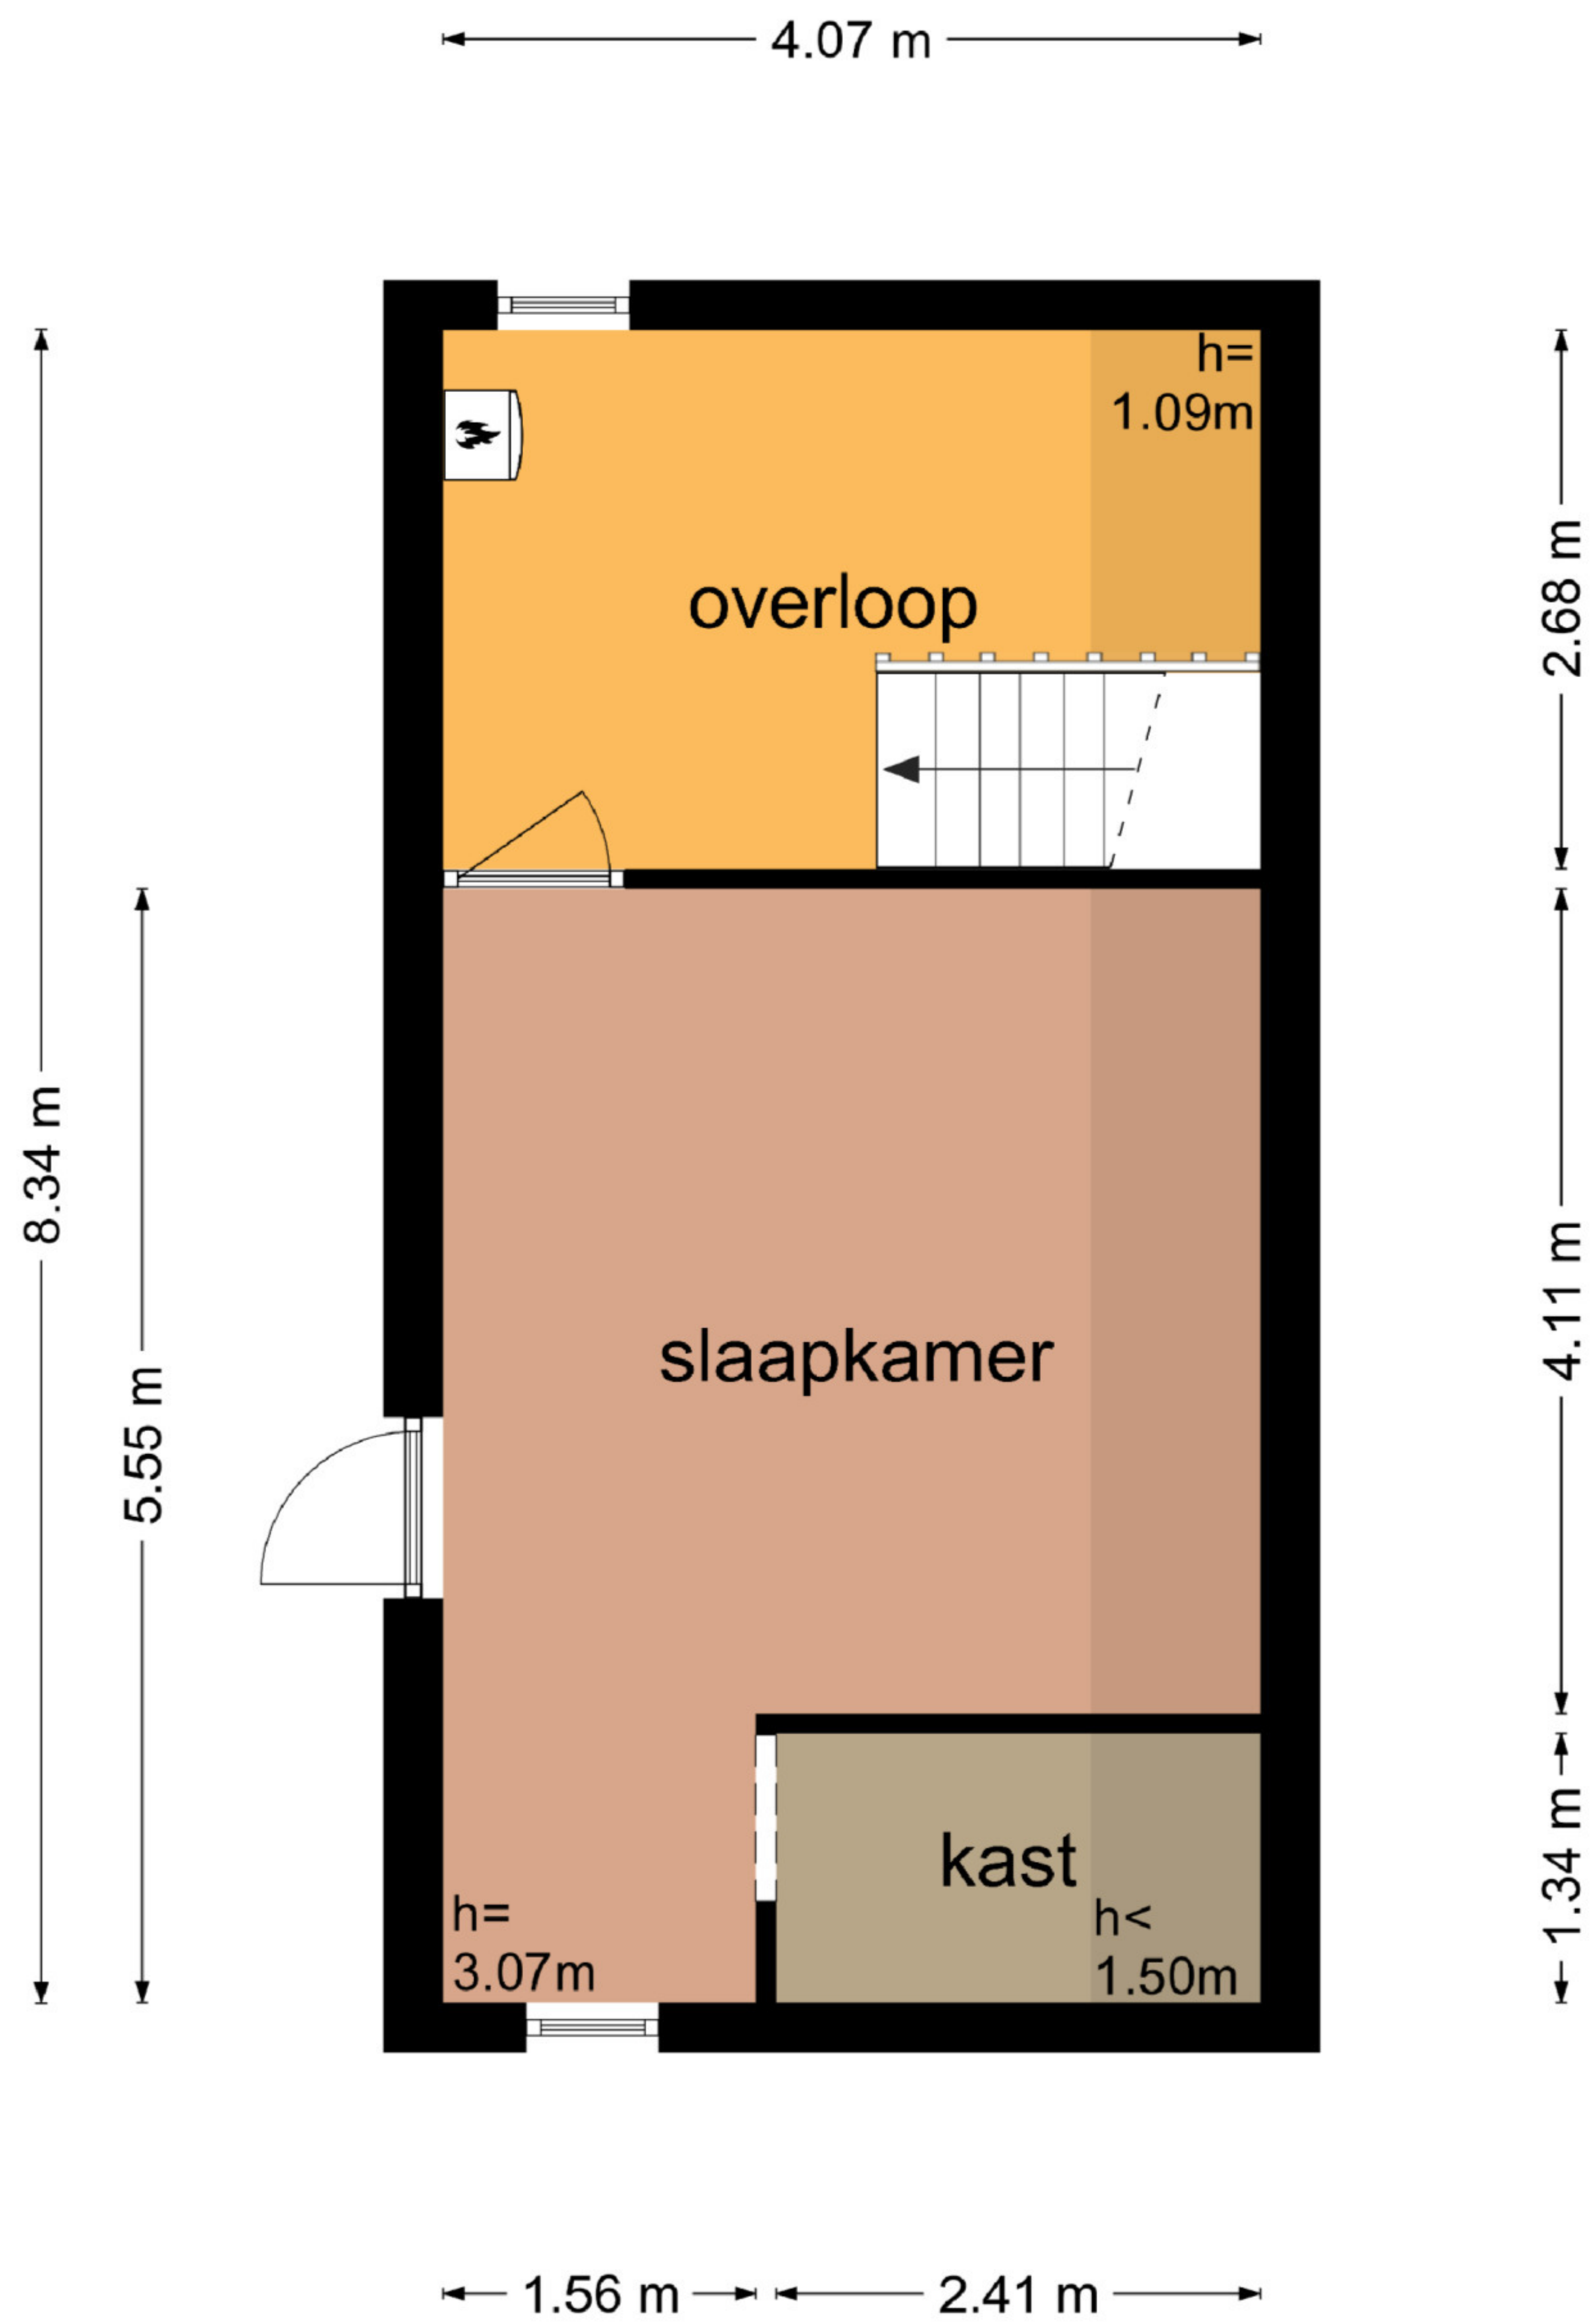 4.07 m
h=
1.09m
overloop
2.68 m
8.34 m
5.55 m
4.11 m
slaapkamer
kast
h<
1.50m
h=
3.07m
1.34 m
1.56 m
2.41 m